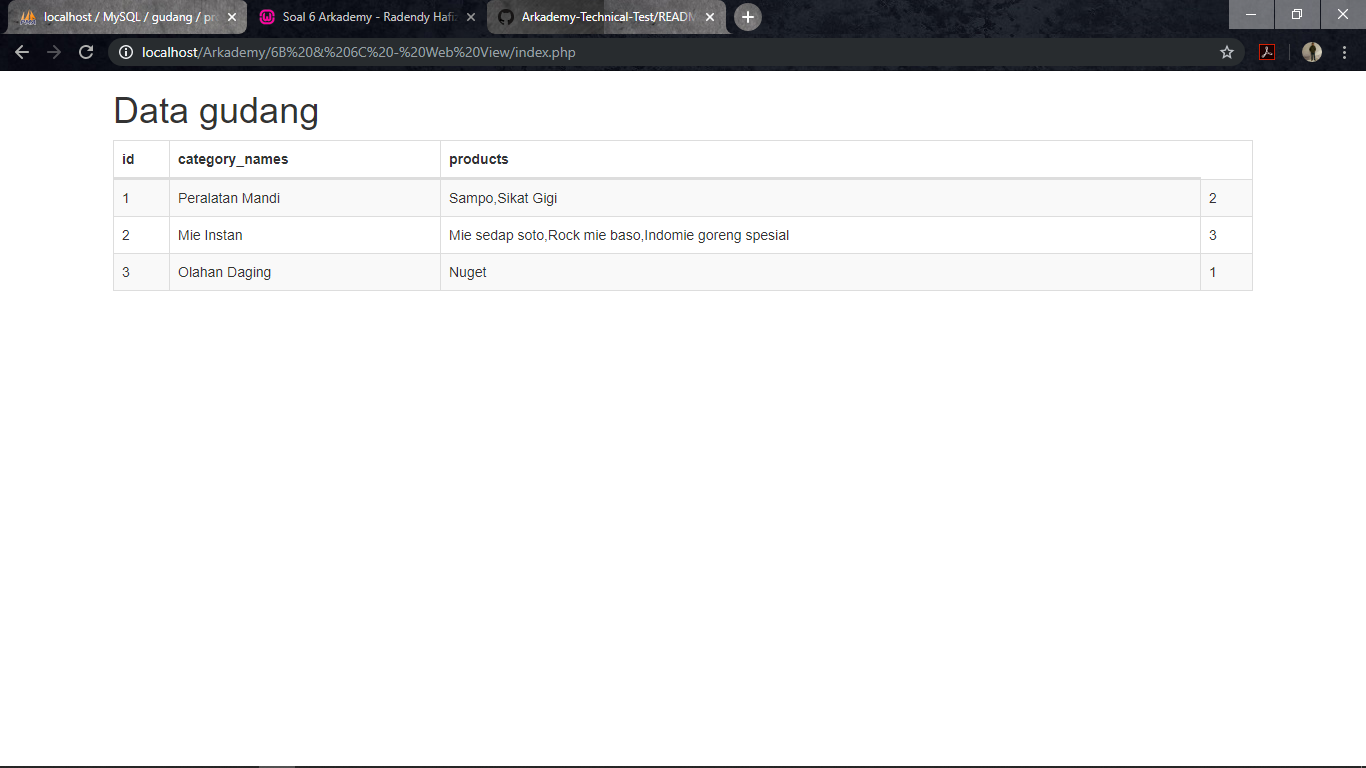 localhost / MySQL / gudang / pr
Soal 6 Arkademy - Radendy Hafi
Arkademy-Technical-Test/READM
localhost/Arkademy/6B%20&%206C%20-%20Web%20View/index.php
Data gudang
id category_names products
1 Peralatan Mandi Sampo,Sikat Gigi 2
2 Mie Instan Mie sedap soto,Rock mie baso,Indomie goreng spesial 3
3 Olahan Daging Nuget 1